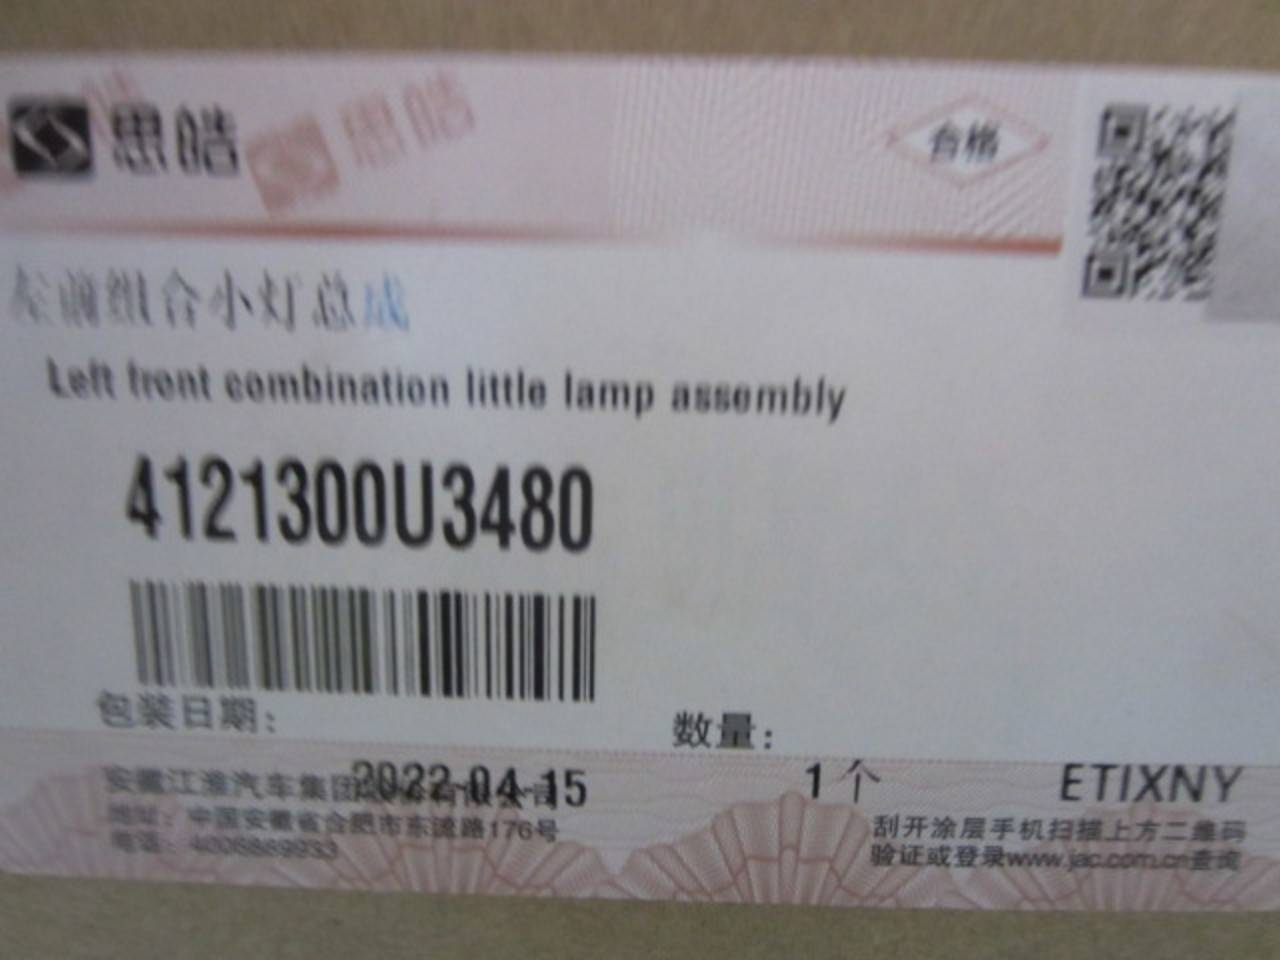 思皓
思皓
合格
左前组合小灯总成
Left front combination little lamp assembly
4121300U3480
包装日期:
数量:
2022-04-15
1个
ETIXNY
安徽江淮汽车集团股份有限公司
地址: 中国安徽省合肥市东流路176号
电话: 4008889933
刮开涂层手机扫描上方二维码
验证或登录www.jac.com.cn查询